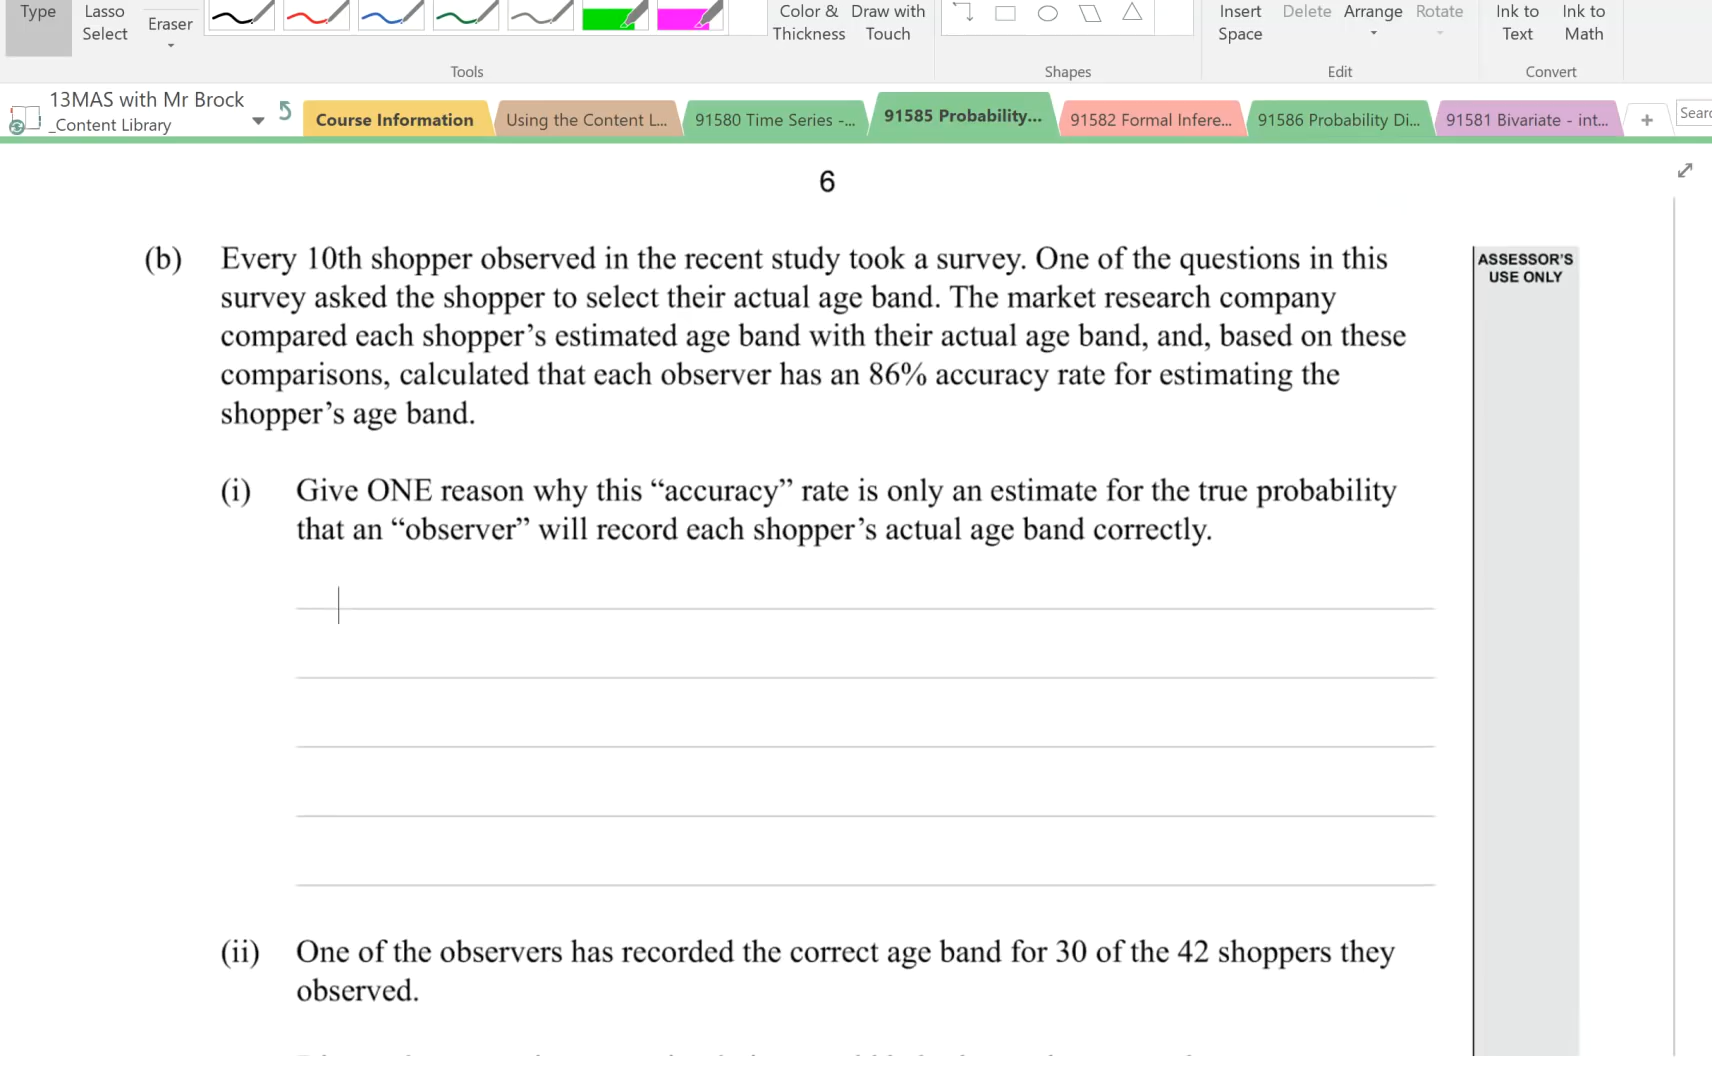 Type
Lasso
Select
Eraser
Color &
Thickness
Draw with
Touch
Insert
Space
Delete
Arrange
Rotate
Ink to
Text
Ink to
Math
Tools
Shapes
Edit
Convert
13MAS with Mr Brock
_Content Library
Course Information
Using the Content L...
91580 Time Series -...
91585 Probability...
91582 Formal Infere...
91586 Probability Di...
91581 Bivariate - int...
+
6
(b) Every 10th shopper observed in the recent study took a survey. One of the questions in this
survey asked the shopper to select their actual age band. The market research company
compared each shopper’s estimated age band with their actual age band, and, based on these
comparisons, calculated that each observer has an 86% accuracy rate for estimating the
shopper’s age band.
ASSESSOR’S
USE ONLY
(i) Give ONE reason why this “accuracy” rate is only an estimate for the true probability
that an “observer” will record each shopper’s actual age band correctly.
(ii) One of the observers has recorded the correct age band for 30 of the 42 shoppers they
observed.